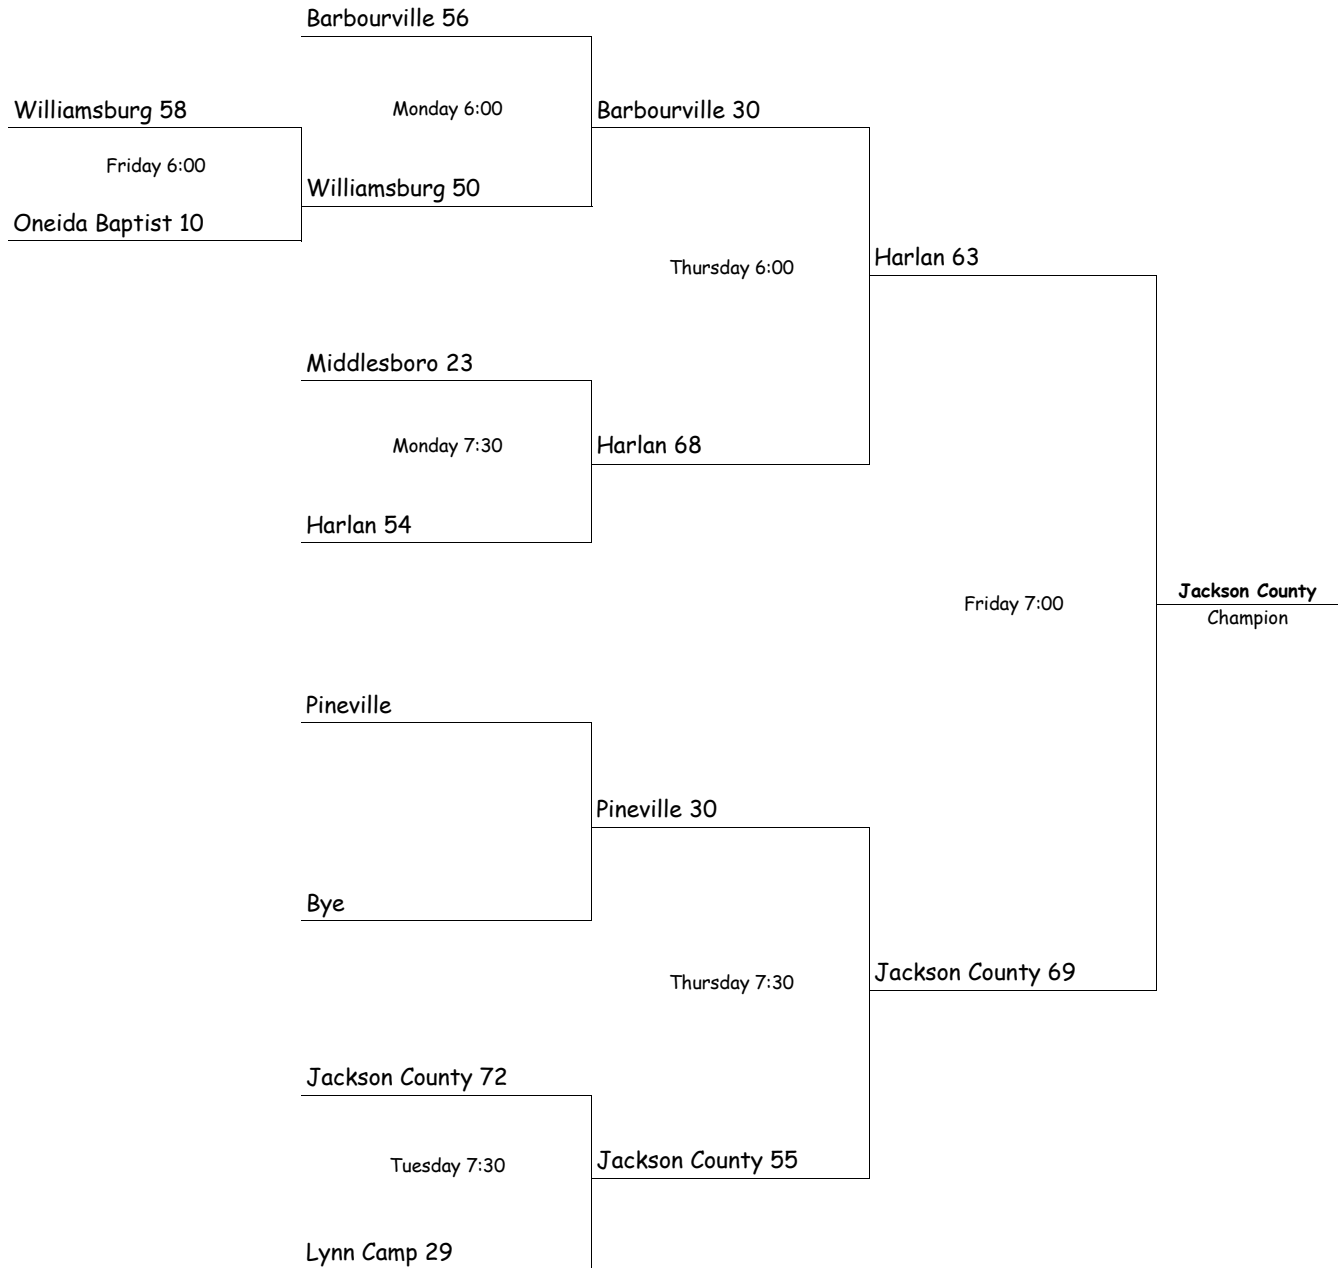 Barbourville 56
Williamsburg 58
Monday 6:00
Barbourville 30
Friday 6:00
Williamsburg 50
Oneida Baptist 10
Harlan 63
Thursday 6:00
Middlesboro 23
Monday 7:30
Harlan 68
Harlan 54
Jackson County
Friday 7:00
Champion
Pineville
Pineville 30
Bye
Jackson County 69
Thursday 7:30
Jackson County 72
Jackson County 55
Tuesday 7:30
Lynn Camp 29